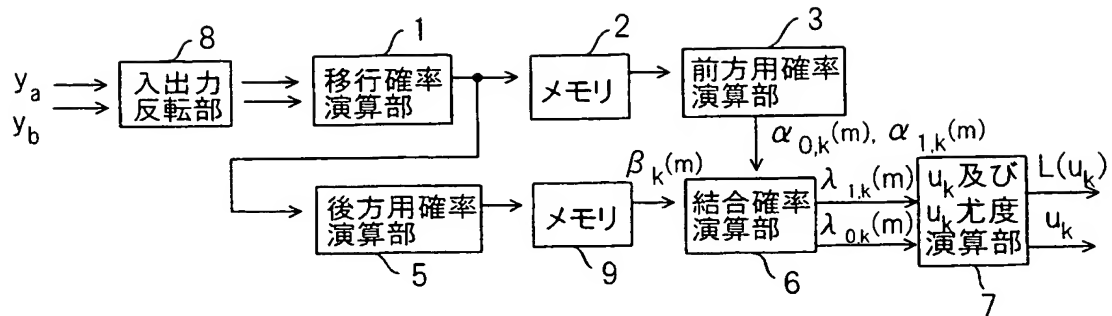 8
1
2
3
y_a
y_b
入出力
反転部
移行確率
演算部
メモリ
前方用確率
演算部
α_{0,k}(m), α_{1,k}(m)
β_k(m)
後方用確率
演算部
メモリ
結合確率
演算部
λ_{1,k}(m)
λ_{0,k}(m)
u_k及び
u_k尤度
演算部
L(u_k)
u_k
5
9
6
7